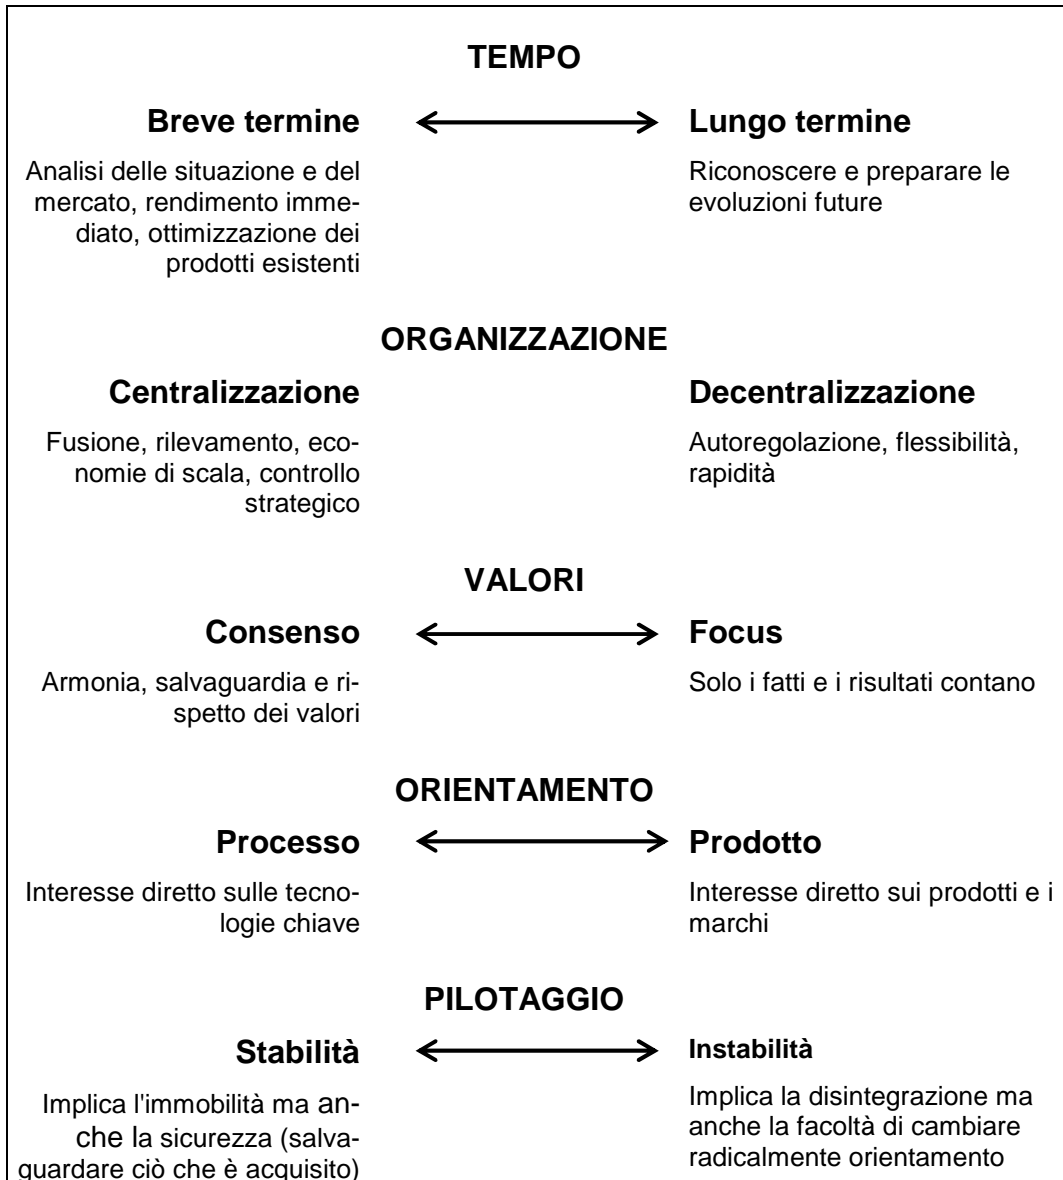 TEMPO
Breve termine
Lungo termine
Analisi delle situazione e del
mercato, rendimento imme-
diato, ottimizzazione dei
prodotti esistenti
Riconoscere e preparare le
evoluzioni future
ORGANIZZAZIONE
Centralizzazione
Decentralizzazione
Fusione, rilevamento, eco-
nomie di scala, controllo
strategico
Autoregolazione, flessibilità,
rapidità
VALORI
Consenso
Focus
Armonia, salvaguardia e ri-
spetto dei valori
Solo i fatti e i risultati contano
ORIENTAMENTO
Processo
Prodotto
Interesse diretto sulle tecno-
logie chiave
Interesse diretto sui prodotti e i
marchi
PILOTAGGIO
Stabilità
Instabilità
Implica l'immobilità ma an-
che la sicurezza (salva-
guardare ciò che è acquisito)
Implica la disintegrazione ma
anche la facoltà di cambiare
radicalmente orientamento